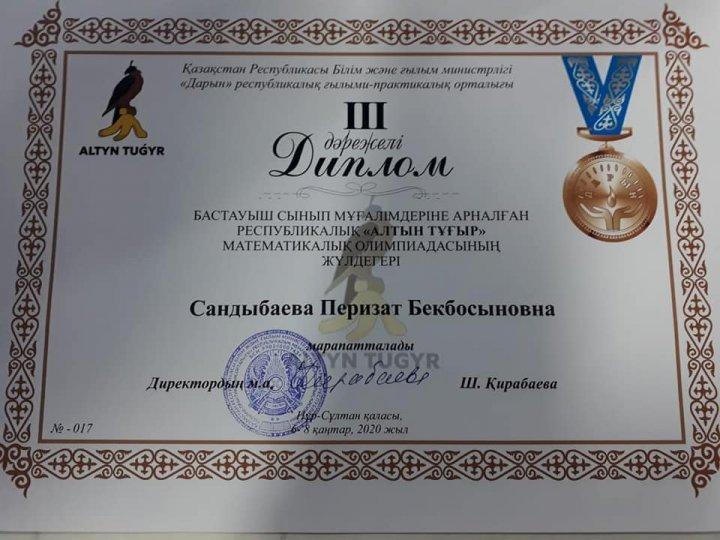 Қазақстан Республикасы Білім және ғылым министрлігі
«Дарын» республикалық ғылыми-практикалық орталығы
ALTYN TUǴYR
III
дәрежелі
Диплом
БАСТАУЫШ СЫНЫП МҰҒАЛІМДЕРІНЕ АРНАЛҒАН
РЕСПУБЛИКАЛЫҚ «АЛТЫН ТҰҒЫР»
МАТЕМАТИКАЛЫҚ ОЛИМПИАДАСЫНЫҢ
ЖҮЛДЕГЕРІ
Сандыбаева Перизат Бекбосыновна
марапатталады
ALTYN TUǴYR
Директордың м.а. Ш. Қирабаева
Нұр-Сұлтан қаласы,
6-8 қаңтар, 2020 жыл
№ - 017